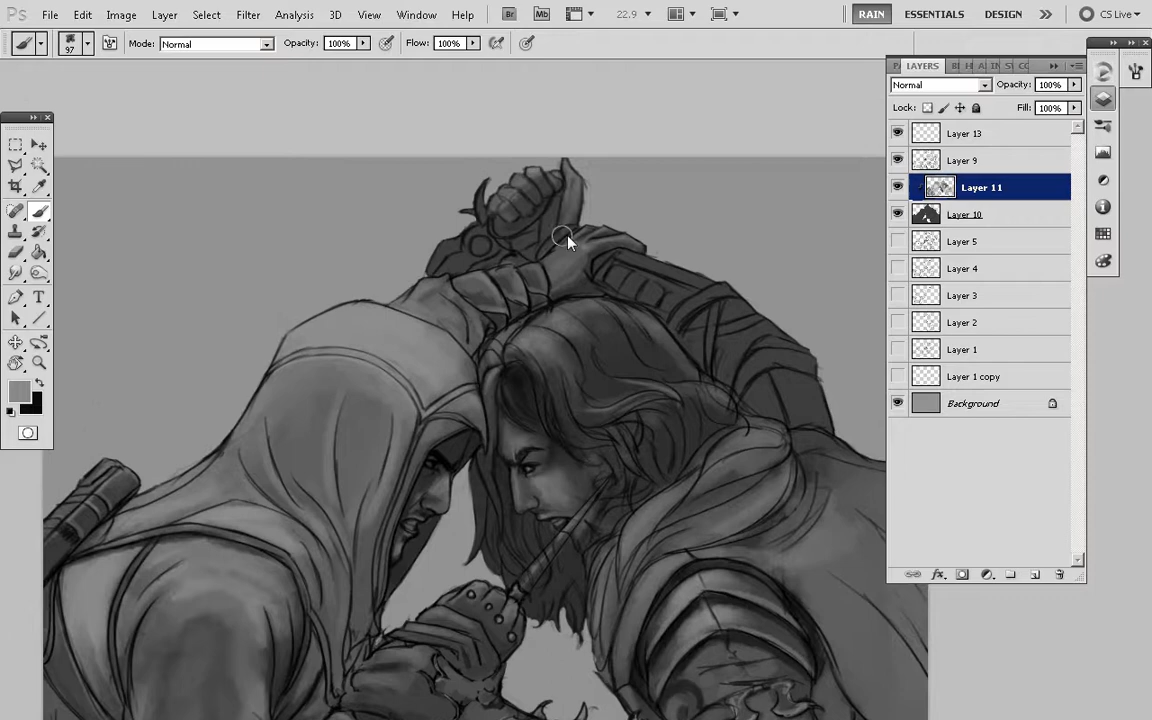 Ps File Edit Image Layer Select Filter Analysis 3D View Window Help Br Mb 22.9 RAIN ESSENTIALS DESIGN CS Live
97 Mode: Normal Opacity: 100% Flow: 100%
LAYERS
Normal Opacity: 100%
Lock: Fill: 100%
Layer 13
Layer 9
Layer 11
Layer 10
Layer 5
Layer 4
Layer 3
Layer 2
Layer 1
Layer 1 copy
Background